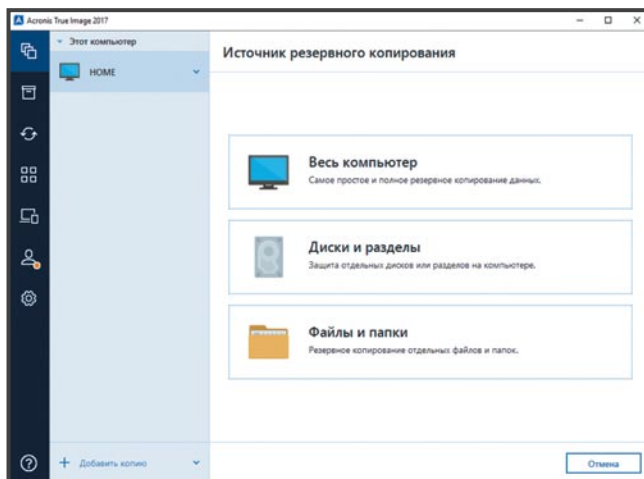 Acronis True Image 2017
Этот компьютер
HOME
Источник резервного копирования
Весь компьютер
Самое простое и полное резервное копирование данных.
Диски и разделы
Защита отдельных дисков или разделов на компьютере.
Файлы и папки
Резервное копирование отдельных файлов и папок.
Добавить копию
Отмена